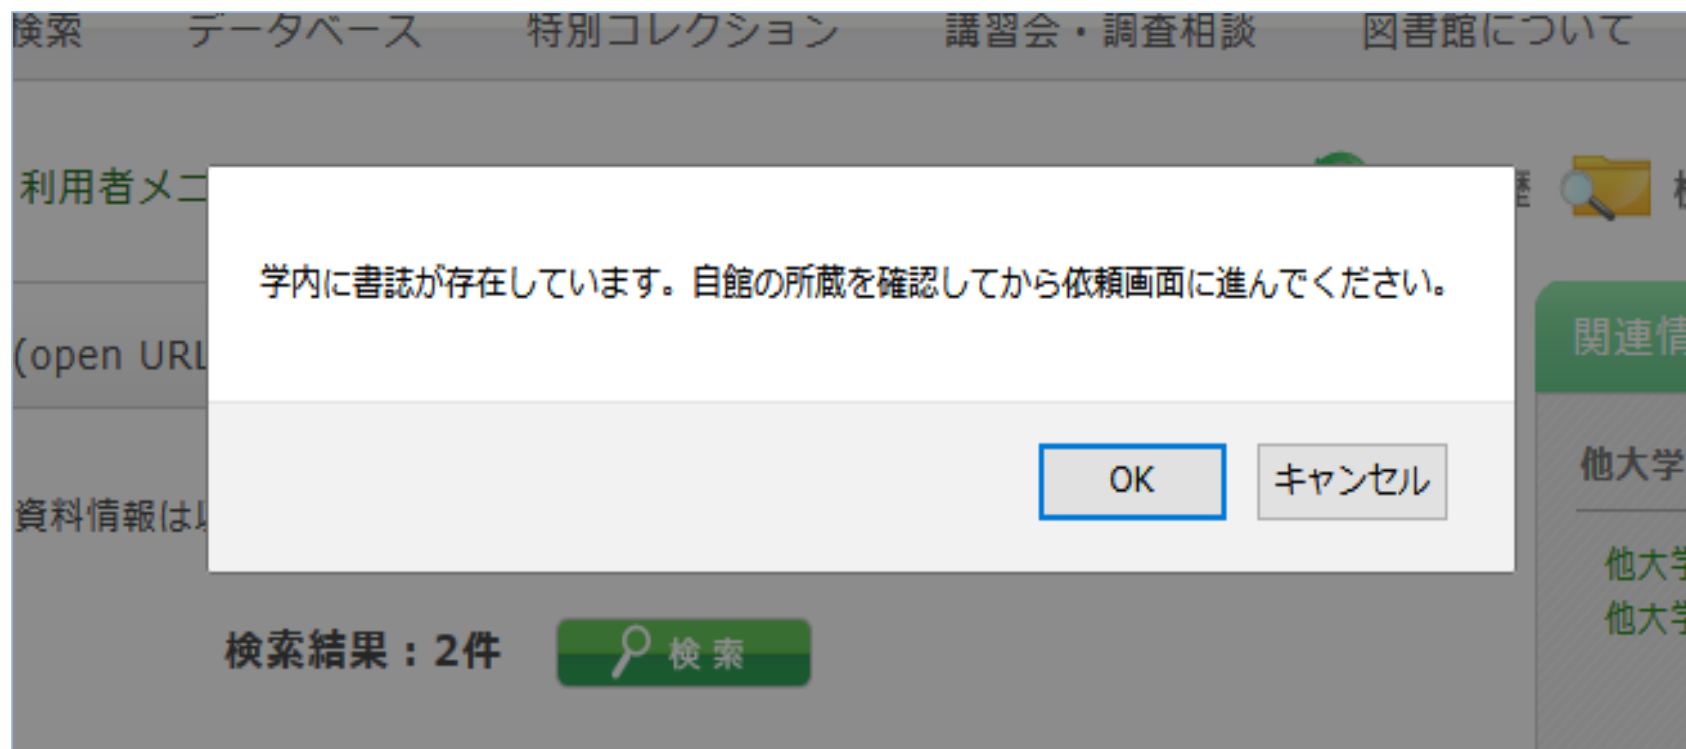 検索 データベース 特別コレクション 講習会・調査相談 図書館について
利用者メニ
歴
学内に書誌が存在しています。自館の所蔵を確認してから依頼画面に進んでください。
(open URL
関連情
OK キャンセル
他大学
資料情報は以
他大学
他大学
検索結果：2件 検 索